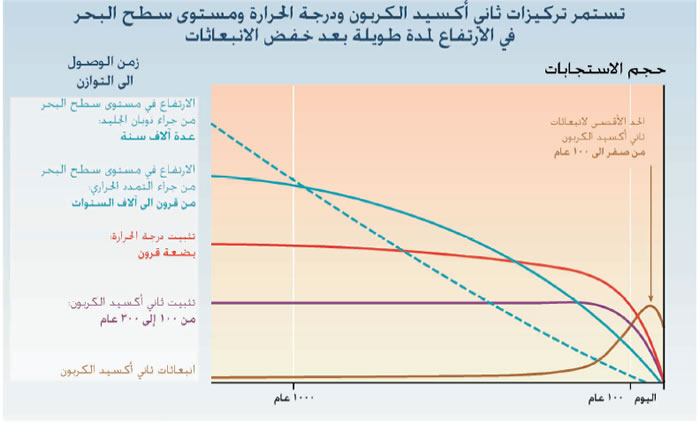 تستمر تركيزات ثاني أكسيد الكربون ودرجة الحرارة ومستوى سطح البحر
في الارتفاع لمدة طويلة بعد خفض الانبعاثات
حجم الاستجابات
زمن الوصول
الى التوازن
الحد الأقصى لانبعاثات
ثاني أكسيد الكربون
من صفر الى ١٠٠ عام
الارتفاع في مستوى سطح البحر
من جراء ذوبان الجليد:
عدة آلاف سنة
الارتفاع في مستوى سطح البحر
من جراء التمدد الحراري:
من قرون الى آلاف السنوات
تثبيت درجة الحرارة:
بضعة قرون
تثبيت ثاني أكسيد الكربون:
من ١٠٠ إلى ٣٠٠ عام
انبعاثات ثاني أكسيد الكربون
اليوم
١٠٠ عام
١٠٠٠ عام